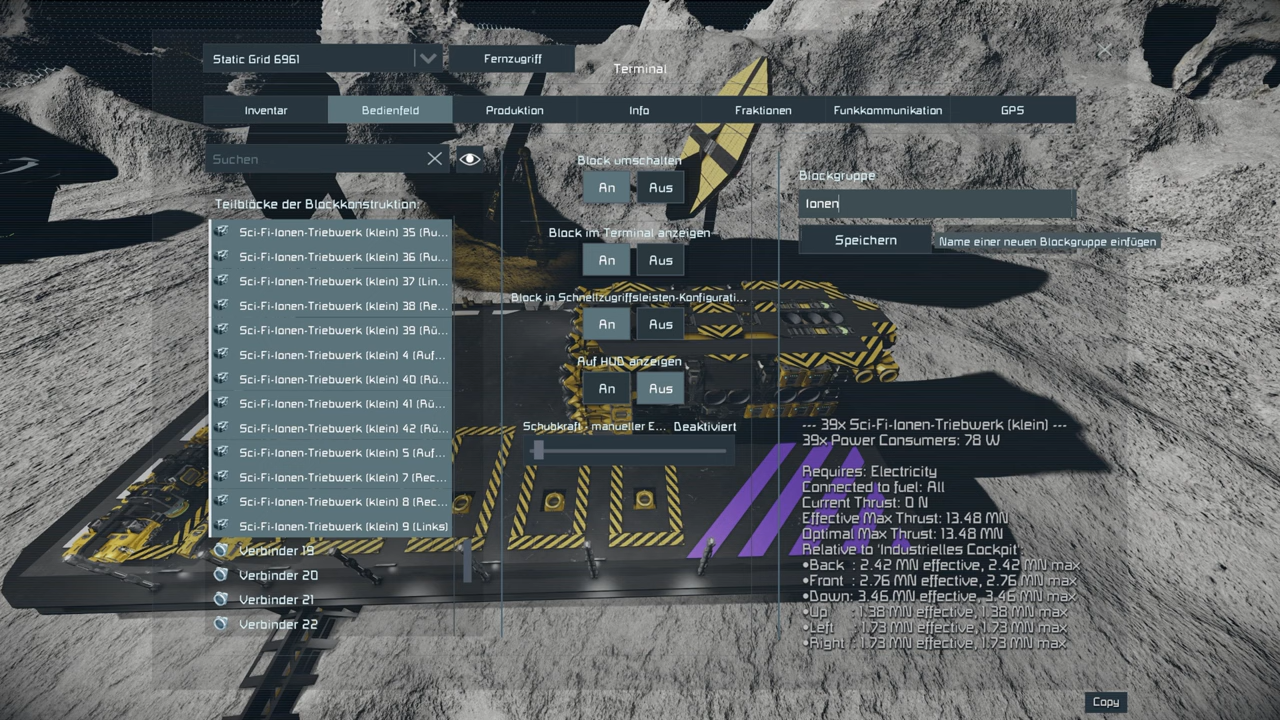 Static Grid 6961
Fernzugriff
Terminal
Inventar
Bedienfeld
Produktion
Info
Fraktionen
Funkkommunikation
GPS
Suchen
Teilblöcke der Blockkonstruktion:
Sci-Fi-Ionen-Triebwerk (klein) 35 (Rü...
Sci-Fi-Ionen-Triebwerk (klein) 36 (Ru...
Sci-Fi-Ionen-Triebwerk (klein) 37 (Lin...
Sci-Fi-Ionen-Triebwerk (klein) 38 (Re...
Sci-Fi-Ionen-Triebwerk (klein) 39 (Rü...
Sci-Fi-Ionen-Triebwerk (klein) 4 (Auf...
Sci-Fi-Ionen-Triebwerk (klein) 40 (Rü...
Sci-Fi-Ionen-Triebwerk (klein) 41 (Rü...
Sci-Fi-Ionen-Triebwerk (klein) 42 (Rü...
Sci-Fi-Ionen-Triebwerk (klein) 5 (Auf...
Sci-Fi-Ionen-Triebwerk (klein) 7 (Rec...
Sci-Fi-Ionen-Triebwerk (klein) 8 (Rec...
Sci-Fi-Ionen-Triebwerk (klein) 9 (Links)
Verbinder 19
Verbinder 20
Verbinder 21
Verbinder 22
Block umschalten
An Aus
Block im Terminal anzeigen
An Aus
Block in Schnellzugriffsleisten-Konfigurati...
An Aus
Auf HUD anzeigen
An Aus
Schubkraft - manueller E... Deaktiviert
Blockgruppe
Ionen
Speichern
Name einer neuen Blockgruppe einfügen
--- 39x Sci-Fi-Ionen-Triebwerk (klein) ---
39x Power Consumers: 78 W
Requires: Electricity
Connected to fuel: All
Current Thrust: 0 N
Effective Max Thrust: 13.48 MN
Optimal Max Thrust: 13.48 MN
Relative to 'Industrielles Cockpit':
•Back : 2.42 MN effective, 2.42 MN max
•Front : 2.76 MN effective, 2.76 MN max
•Down: 3.46 MN effective, 3.46 MN max
•Up : 1.38 MN effective, 1.38 MN max
•Left : 1.73 MN effective, 1.73 MN max
•Right : 1.73 MN effective, 1.73 MN max
Copy